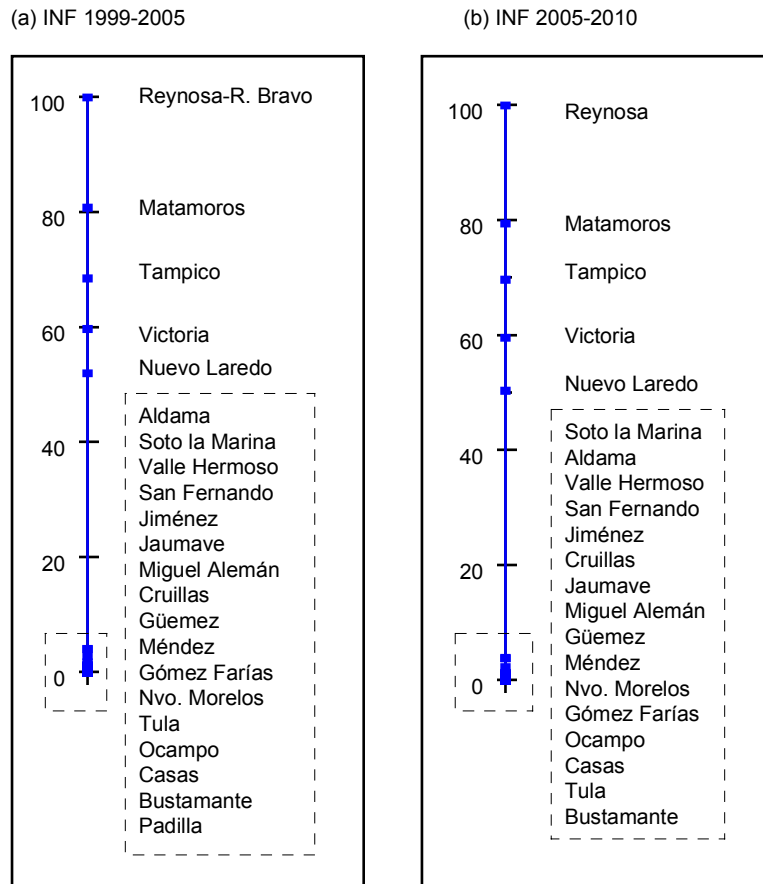 (a) INF 1999-2005
100
Reynosa-R. Bravo
80
Matamoros
Tampico
60
Victoria
Nuevo Laredo
Aldama
40
Soto la Marina
Valle Hermoso
San Fernando
Jiménez
Jaumave
20
Miguel Alemán
Cruillas
Güemez
Méndez
0
Gómez Farías
Nvo. Morelos
Tula
Ocampo
Casas
Bustamante
Padilla
(b) INF 2005-2010
100
Reynosa
80
Matamoros
Tampico
60
Victoria
Nuevo Laredo
Soto la Marina
40
Aldama
Valle Hermoso
San Fernando
Jiménez
20
Cruillas
Jaumave
Miguel Alemán
Güemez
Méndez
0
Nvo. Morelos
Gómez Farías
Ocampo
Casas
Tula
Bustamante